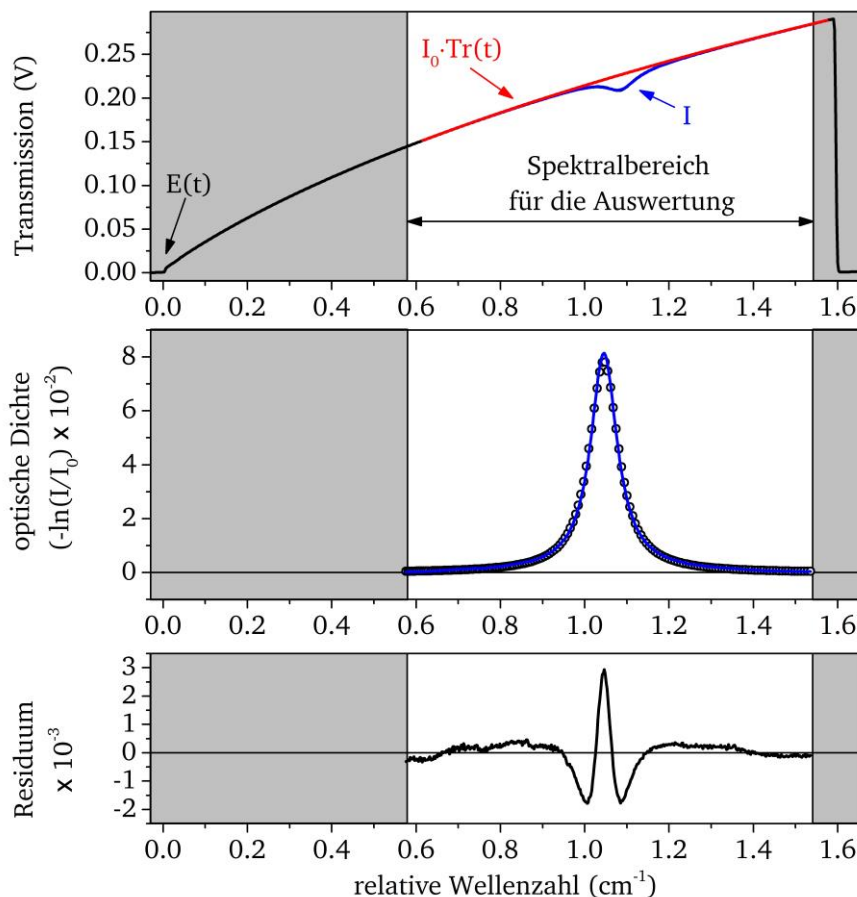 Transmission (V)
0.25
0.20
0.15
0.10
0.05
0.00
I₀·Tr(t)
I
E(t)
Spektralbereich
für die Auswertung
0.0 0.2 0.4 0.6 0.8 1.0 1.2 1.4 1.6
optische Dichte
(-ln(I/I₀) x 10⁻²)
8
6
4
2
0
0.0 0.2 0.4 0.6 0.8 1.0 1.2 1.4 1.6
Residuum
x 10⁻³
3
2
1
0
-1
-2
0.0 0.2 0.4 0.6 0.8 1.0 1.2 1.4 1.6
relative Wellenzahl (cm⁻¹)